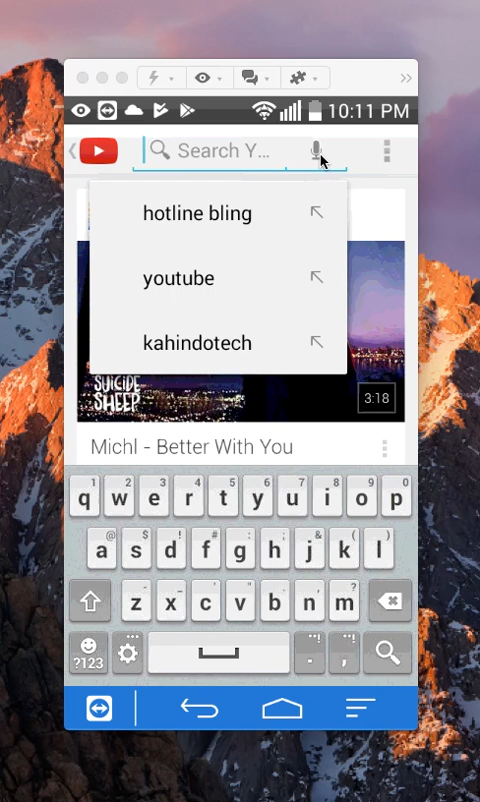 10:11 PM
Search Y...
hotline bling
youtube
kahindotech
SUICIDE
SHEEP
3:18
Michl - Better With You
1 2 3 4 5 6 7 8 9 0
q w e r t y u i o p
@ $ ! # : ; & ( )
a s d f g h j k l
- _ ' " , ?
z x c v b n m
?123 . ,